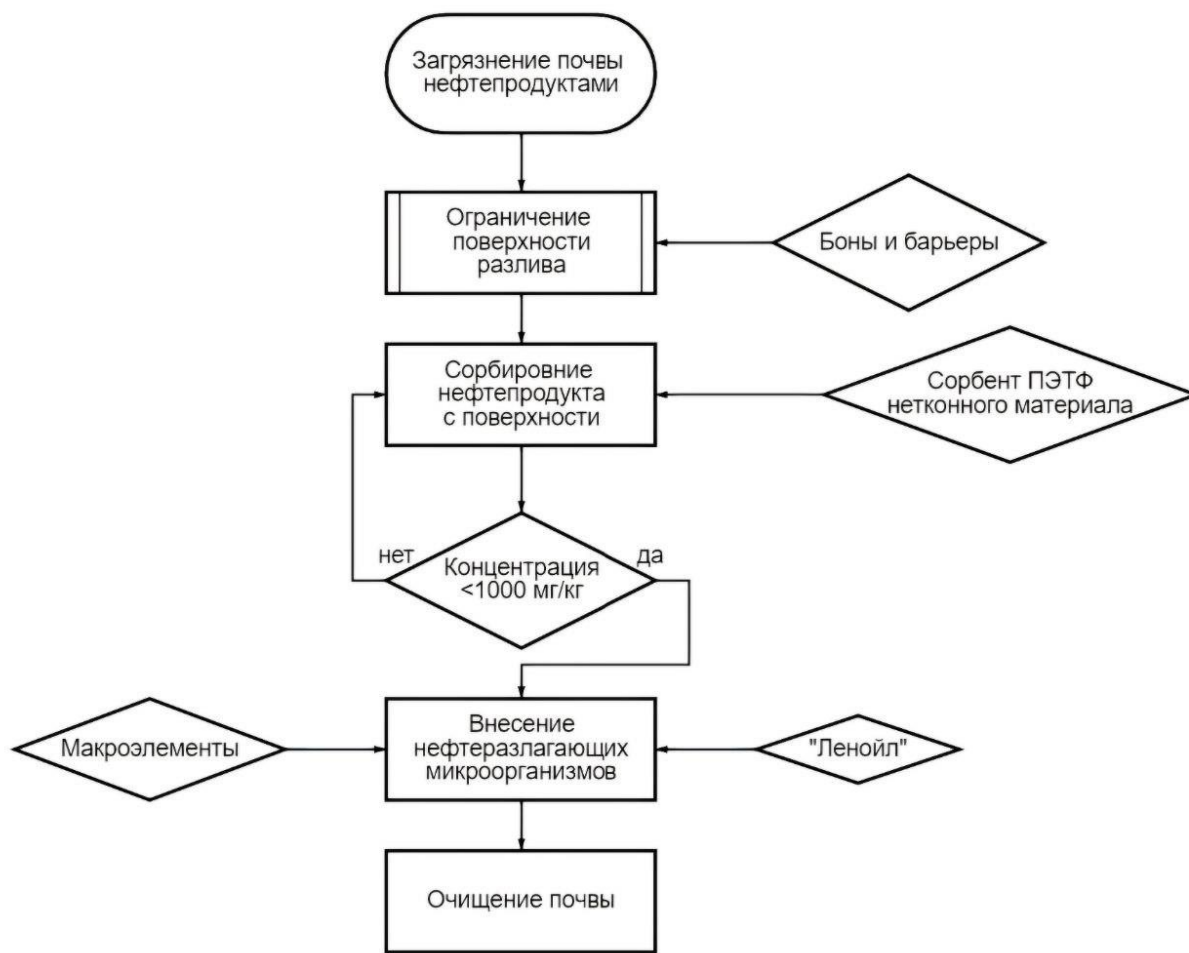 Загрязнение почвы
нефтепродуктами
Ограничение
поверхности
разлива
Боны и барьеры
Сорбировние
нефтепродукта
с поверхности
Сорбент ПЭТФ
нетконного материала
нет
Концентрация
<1000 мг/кг
да
Макроэлементы
Внесение
нефтеразлагающих
микроорганизмов
"Ленойл"
Очищение почвы